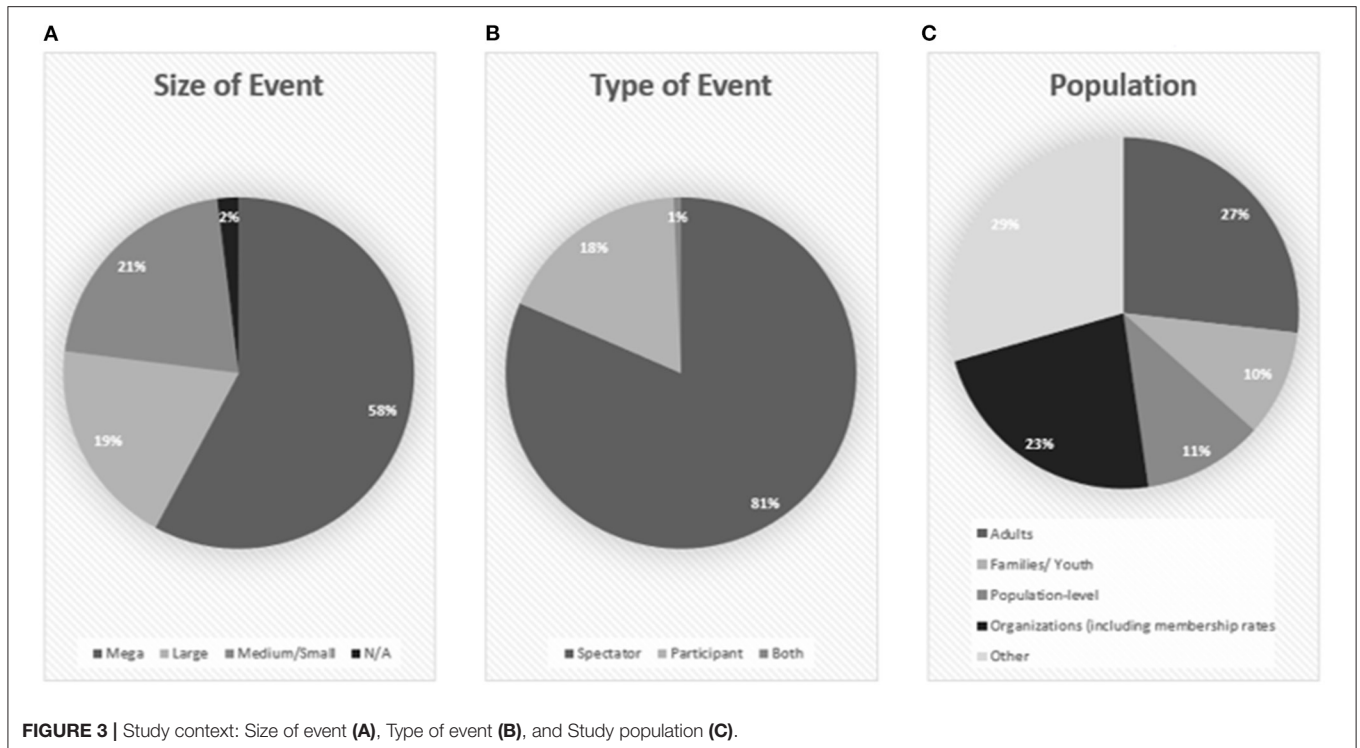 A
Size of Event
2%
21%
19%
58%
Mega Large Medium/Small N/A
B
Type of Event
1%
18%
81%
Spectator Participant Both
C
Population
29%
27%
10%
11%
23%
Adults
Families/ Youth
Population-level
Organizations (including membership rates
Other
FIGURE 3 | Study context: Size of event (A), Type of event (B), and Study population (C).